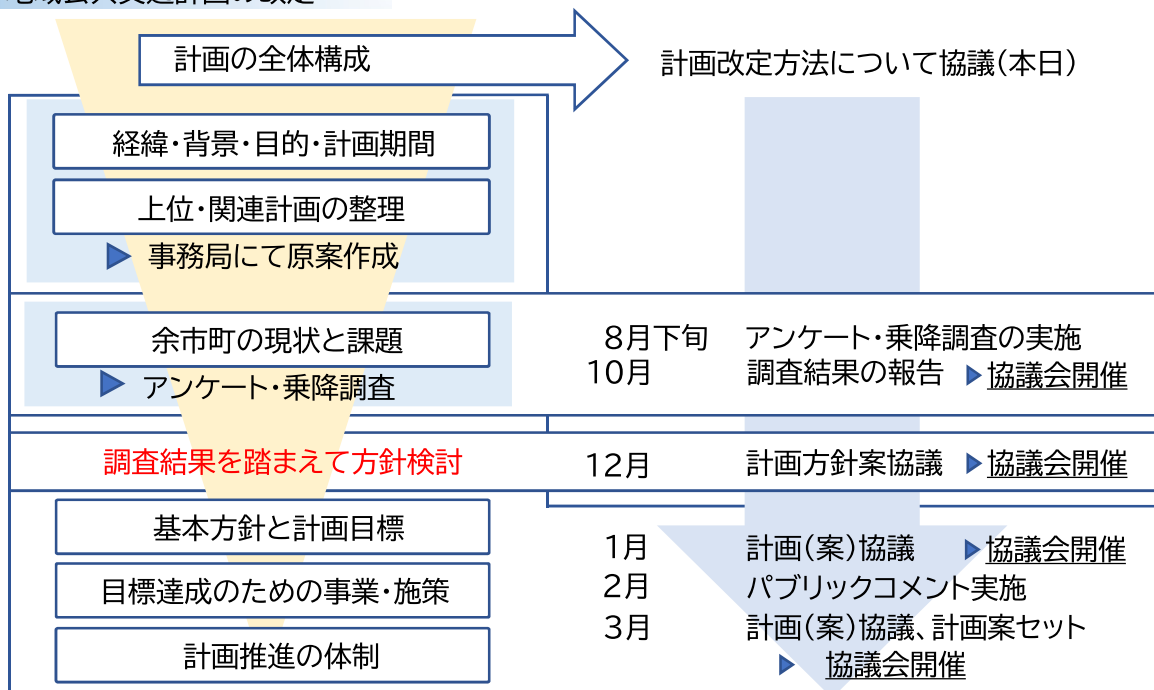 計画の全体構成
計画改定方法について協議(本日)
経緯・背景・目的・計画期間
上位・関連計画の整理
事務局にて原案作成
余市町の現状と課題
アンケート・乗降調査
8月下旬 アンケート・乗降調査の実施
10月 調査結果の報告 協議会開催
調査結果を踏まえて方針検討
12月 計画方針案協議 協議会開催
基本方針と計画目標
目標達成のための事業・施策
計画推進の体制
1月 計画(案)協議 協議会開催
2月 パブリックコメント実施
3月 計画(案)協議、計画案セット
協議会開催